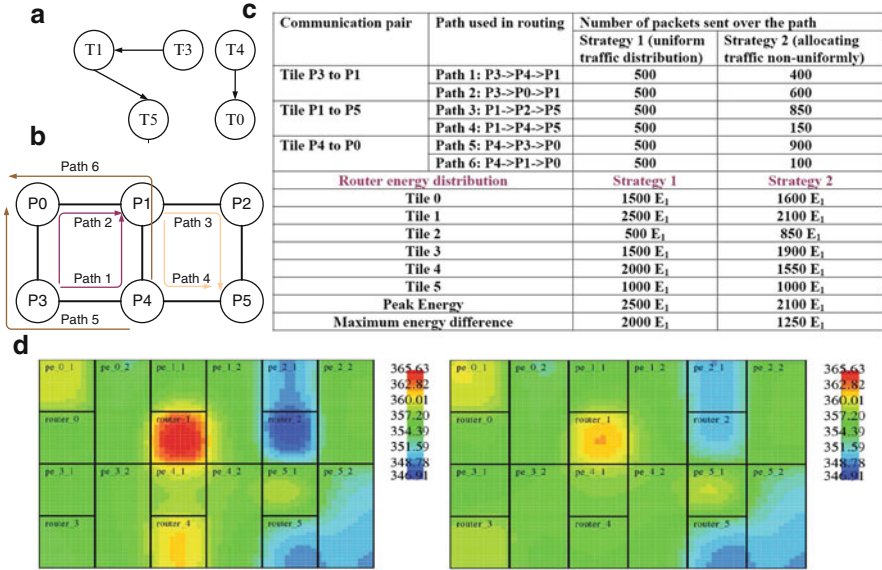 a
T1 T3 T4
T5 T0
b
Path 6
P0 P1 P2
Path 2 Path 3
Path 1 Path 4
P3 P4 P5
Path 5
c
Communication pair Path used in routing Number of packets sent over the path
Strategy 1 (uniform traffic distribution) Strategy 2 (allocating traffic non-uniformly)
Tile P3 to P1 Path 1: P3->P4->P1 500 400
Path 2: P3->P0->P1 500 600
Tile P1 to P5 Path 3: P1->P2->P5 500 850
Path 4: P1->P4->P5 500 150
Tile P4 to P0 Path 5: P4->P3->P0 500 900
Path 6: P4->P1->P0 500 100
Router energy distribution Strategy 1 Strategy 2
Tile 0 1500 E1 1600 E1
Tile 1 2500 E1 2100 E1
Tile 2 500 E1 850 E1
Tile 3 1500 E1 1900 E1
Tile 4 2000 E1 1550 E1
Tile 5 1000 E1 1000 E1
Peak Energy 2500 E1 2100 E1
Maximum energy difference 2000 E1 1250 E1
d
pe_0_1 pe_0_2 pe_1_1 pe_1_2 pe_2_1 pe_2_2
router_0 router_1 router_2
pe_3_1 pe_3_2 pe_4_1 pe_4_2 pe_5_1 pe_5_2
router_3 router_4 router_5
365.63
362.82
360.01
357.20
354.39
351.59
348.78
346.91
pe_0_1 pe_0_2 pe_1_1 pe_1_2 pe_2_1 pe_2_2
router_0 router_1 router_2
pe_3_1 pe_3_2 pe_4_1 pe_4_2 pe_5_1 pe_5_2
router_3 router_4 router_5
365.63
362.82
360.01
357.20
354.39
351.59
348.78
346.91